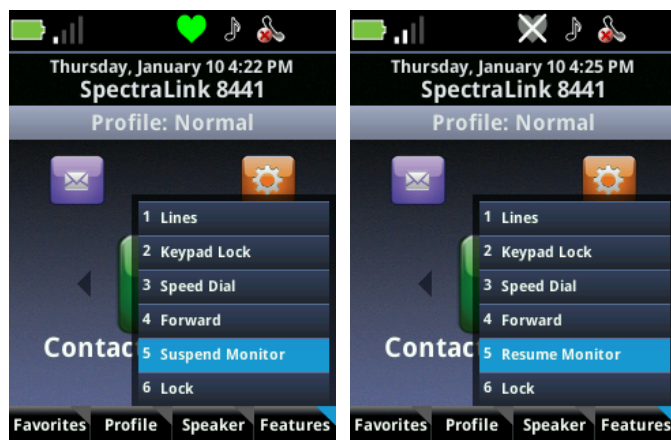 Thursday, January 10 4:22 PM
SpectraLink 8441
Profile: Normal
1 Lines
2 Keypad Lock
3 Speed Dial
4 Forward
Contac
5 Suspend Monitor
6 Lock
Favorites Profile Speaker Features
Thursday, January 10 4:25 PM
SpectraLink 8441
Profile: Normal
1 Lines
2 Keypad Lock
3 Speed Dial
4 Forward
Contac
5 Resume Monitor
6 Lock
Favorites Profile Speaker Features